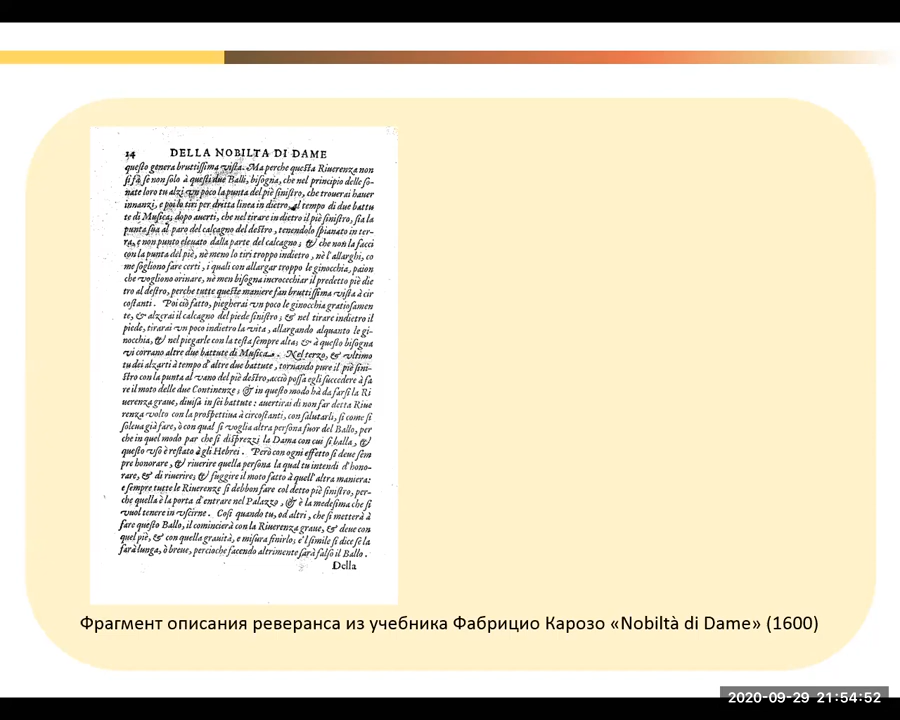 14 DELLA NOBILTA DI DAME
questo genera bruttissima vista. Ma perche questa Riuerenza non
si fà se non solo à questi due Balli, bisogna, che nel principio delle so-
nate loro tu alzi vn poco la punta del piè sinistro, che trouerai hauer
innanzi, e poi lo tiri per dritta linea in dietro, al tempo di due battu
te di Musica; dopo auerti, che nel tirare in dietro il piè sinistro, sia la
punta sua al paro del calcagno del destro, tenendolo spianato in ter-
ra, e non punto eleuato dalla parte del calcagno; & che non la facci
con la punta del piè, nè meno lo tiri troppo indietro, nè l'allarghi, co
me sogliono fare certi, i quali con allargar troppo le ginocchia, paion
che vogliono orinare, nè men bisogna incrocechiar il predetto piè die
tro al destro, perche tutte queste maniere fan bruttissima vista à cir
costanti. Poi ciò fatto, piegherai vn poco le ginocchia gratiosamen
te, & alzerai il calcagno del piede sinistro; & nel tirare indietro il
piede, tirarai vn poco indietro la vita, allargando alquanto le gi-
nocchia, & nel piegarle con la testa sempre alta; & à questo bisogna
vi corrano altre due battute di Musica. Nel terzo, & vltimo
tu dei alzarti à tempo d'altre due battute, tornando pure il piè sini-
stro con la punta al vano del piè destro, acciò possa egli succedere à fa
re il moto delle due Continenze; & in questo modo hà da farsi la Ri
uerenza graue, diuisa in sei battute: auertirai di non far detta Riue
renza volto con la prospettiua à circostanti, con salutarli, si come si
soleua già fare, ò con qual si voglia altra persona fuor del Ballo, per
che in quel modo par che si disprezzi la Dama con cui si balla, &
questo vsò è restato à gli Hebrei. Però con ogni effetto si deue sem
pre honorare, & riuerire quella persona la qual tu intendi d'hono-
rare, & di riuerire; & fuggire il moto fatto à quell'altra maniera:
e sempre tutte le Riuerenze si debbon fare col detto piè sinistro, per-
che quella è la porta d'entrare nel Palazzo, & è la medesima che si
vuol tenere in vscirne. Così quando tu, od altri, che si metterà à
fare questo Ballo, il comincierà con la Riuerenza graue, & deue con
quel piè, & con quella grauità, e misura finirlo; e'l simile si dice se la
farà lunga, ò breue, percioche facendo altrimente sarà falso il Ballo.
Della
Фрагмент описания реверанса из учебника Фабрицио Карозо «Nobiltà di Dame» (1600)
2020-09-29 21:54:52